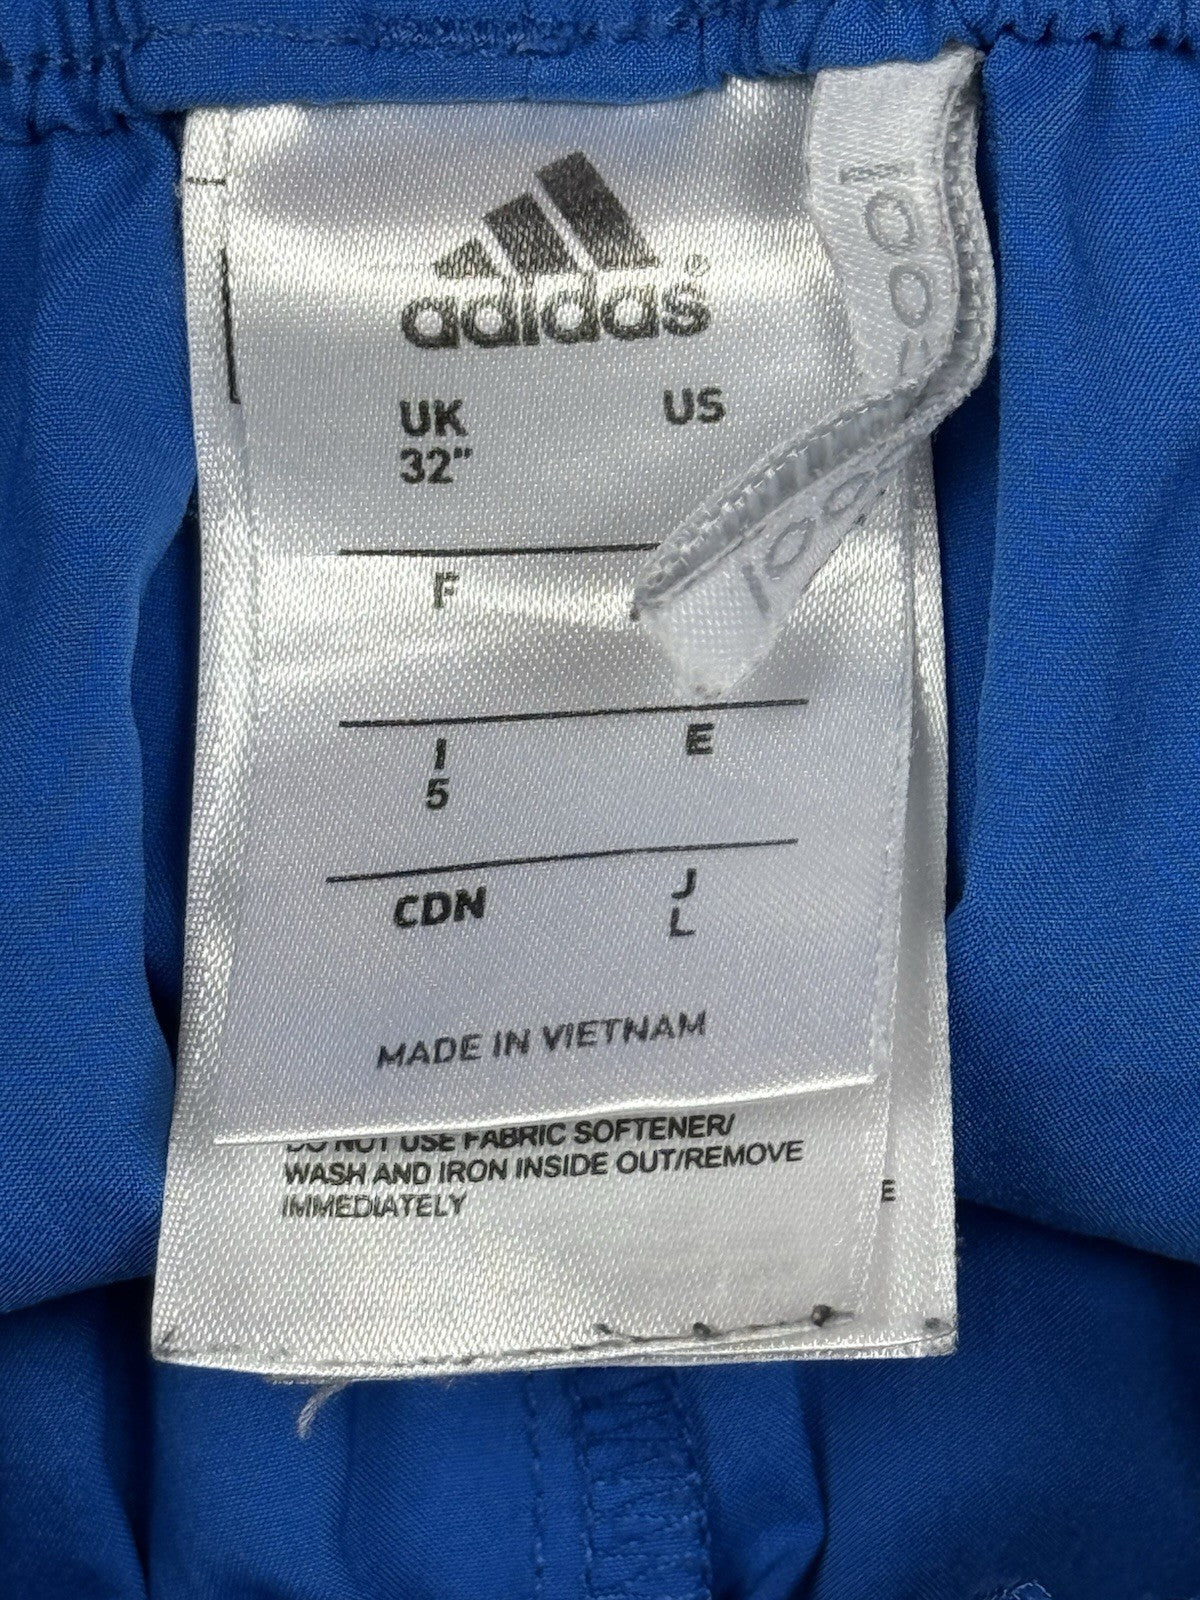 adidas®
UK US
32"
F
I E
5
CDN J
L
MADE IN VIETNAM
DO NOT USE FABRIC SOFTENER/
WASH AND IRON INSIDE OUT/REMOVE
IMMEDIATELY
E